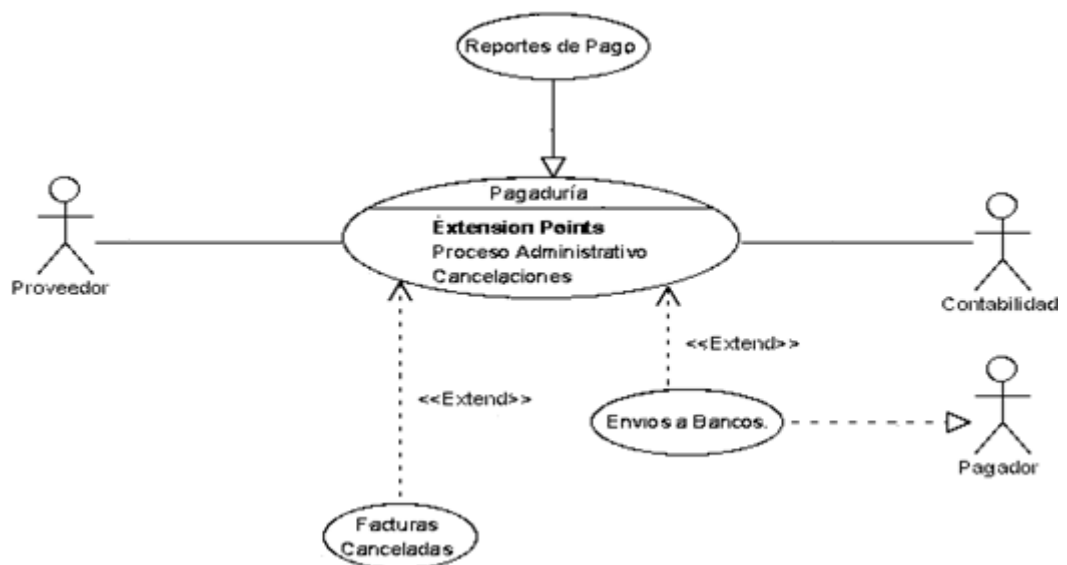 Reportes de Pago
Pagaduría
Extension Points
Proceso Administrativo
Cancelaciones
Proveedor
Contabilidad
<<Extend>>
<<Extend>>
Envios a Bancos.
Pagador
Facturas
Canceladas